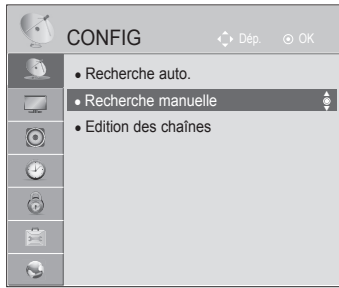 CONFIG Dép. OK
• Recherche auto.
• Recherche manuelle
• Edition des chaînes